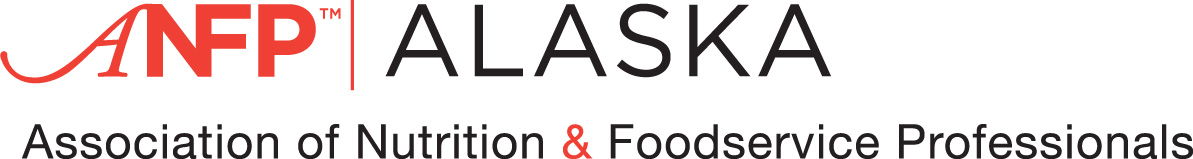 ANFP™ | ALASKA
Association of Nutrition & Foodservice Professionals